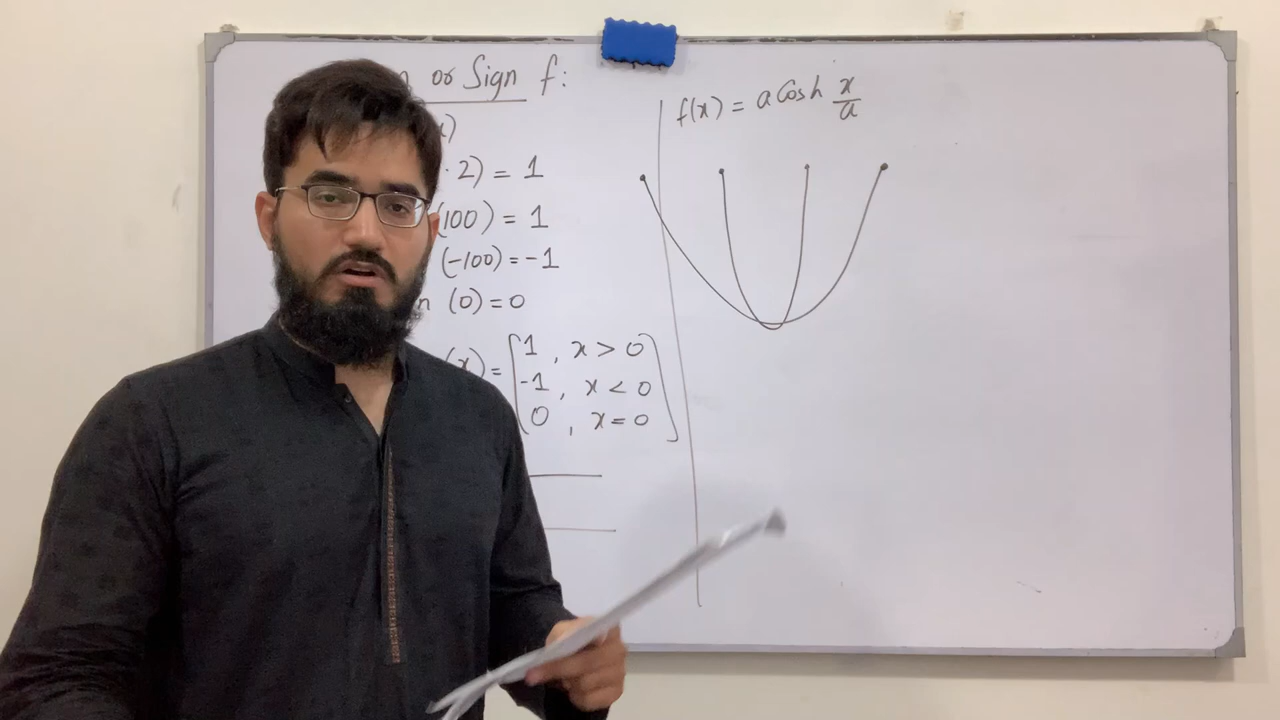 or Sign f:
x)
. 2) = 1
(100) = 1
(-100) = -1
n (0) = 0
(x) = [1 , x > 0
-1 , x < 0
0 , x = 0]
f(x) = a Cosh x/a